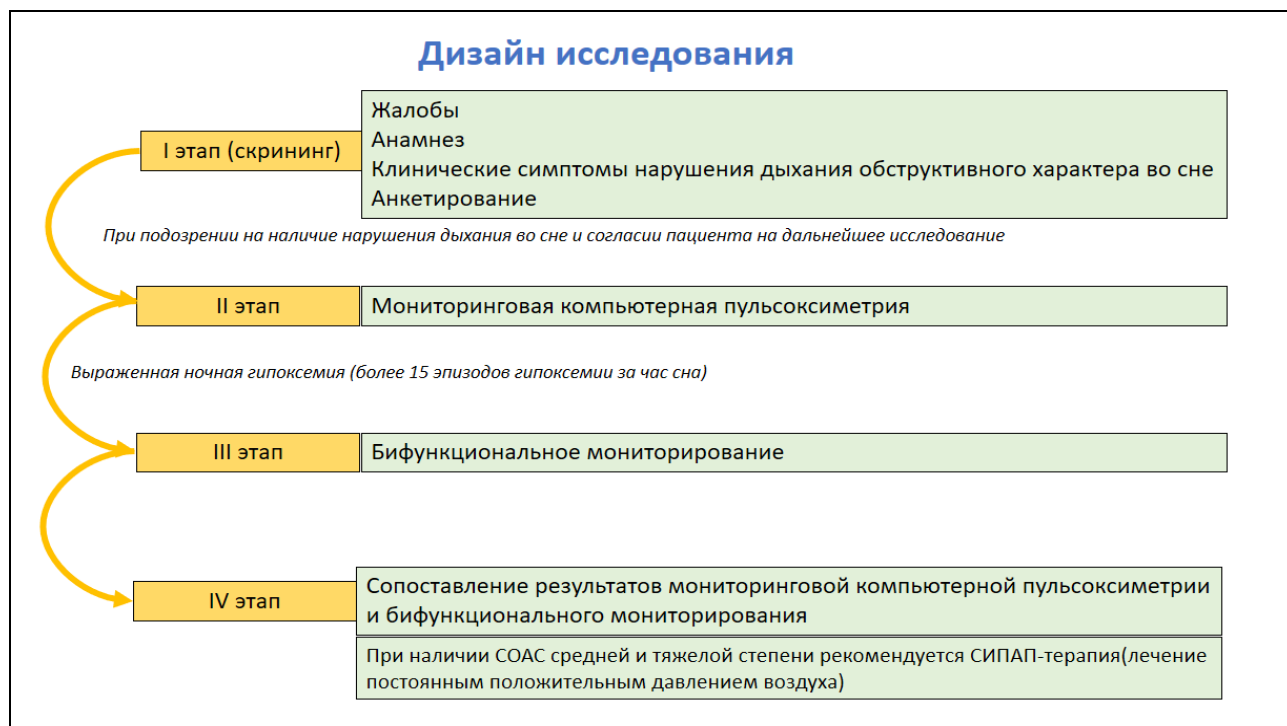 Дизайн исследования
I этап (скрининг)
Жалобы
Анамнез
Клинические симптомы нарушения дыхания обструктивного характера во сне
Анкетирование
При подозрении на наличие нарушения дыхания во сне и согласии пациента на дальнейшее исследование
II этап
Мониторинговая компьютерная пульсоксиметрия
Выраженная ночная гипоксемия (более 15 эпизодов гипоксемии за час сна)
III этап
Бифункциональное мониторирование
IV этап
Сопоставление результатов мониторинговой компьютерной пульсоксиметрии
и бифункционального мониторирования
При наличии СОАС средней и тяжелой степени рекомендуется СИПАП-терапия(лечение
постоянным положительным давлением воздуха)